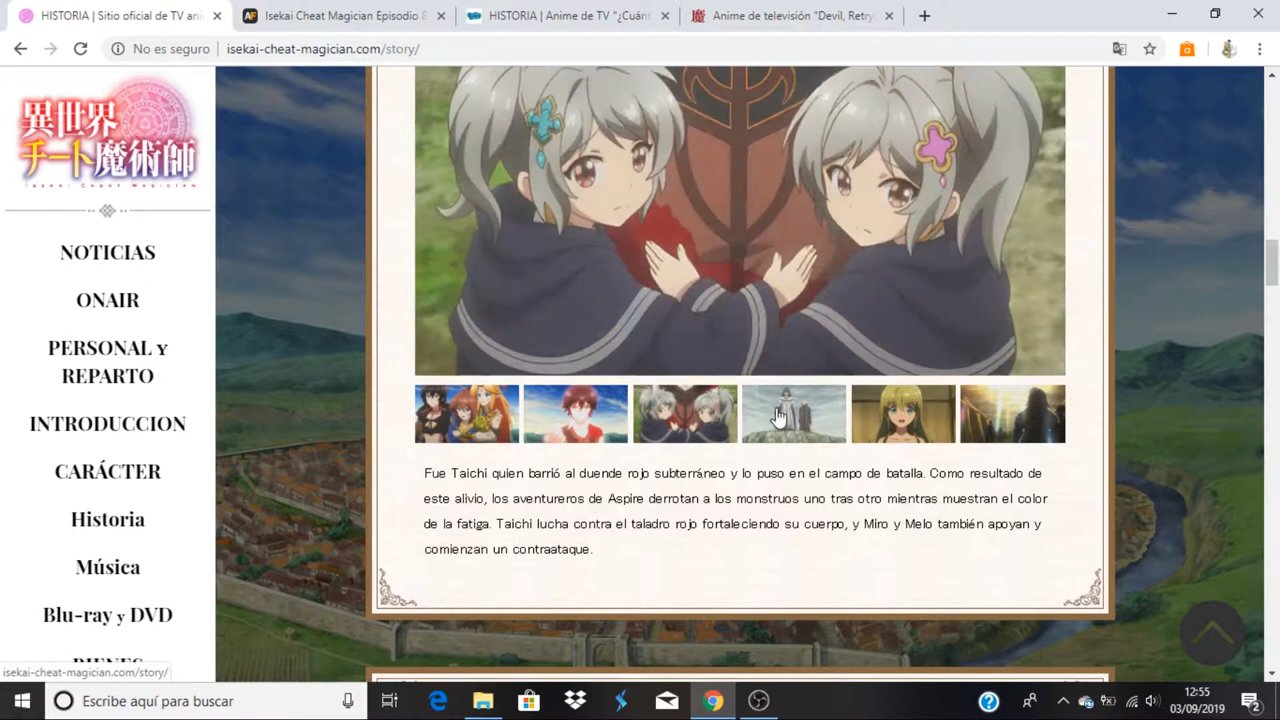 HISTORIA | Sitio oficial de TV ani
Isekai Cheat Magician Episodio 8
HISTORIA | Anime de TV "¿Cuánt
Anime de televisión "Devil, Retry
No es seguro
isekai-cheat-magician.com/story/
異世界
チート魔術師
ISEKAI CHEAT MAGICIAN
NOTICIAS
ONAIR
PERSONAL y
REPARTO
INTRODUCCION
CARÁCTER
Historia
Música
Blu-ray y DVD
BIENES
Fue Taichi quien barrió al duende rojo subterráneo y lo puso en el campo de batalla. Como resultado de
este alivio, los aventureros de Aspire derrotan a los monstruos uno tras otro mientras muestran el color
de la fatiga. Taichi lucha contra el taladro rojo fortaleciendo su cuerpo, y Miro y Melo también apoyan y
comienzan un contraataque.
isekai-cheat-magician.com/story/
Escribe aquí para buscar
12:55
03/09/2019
2